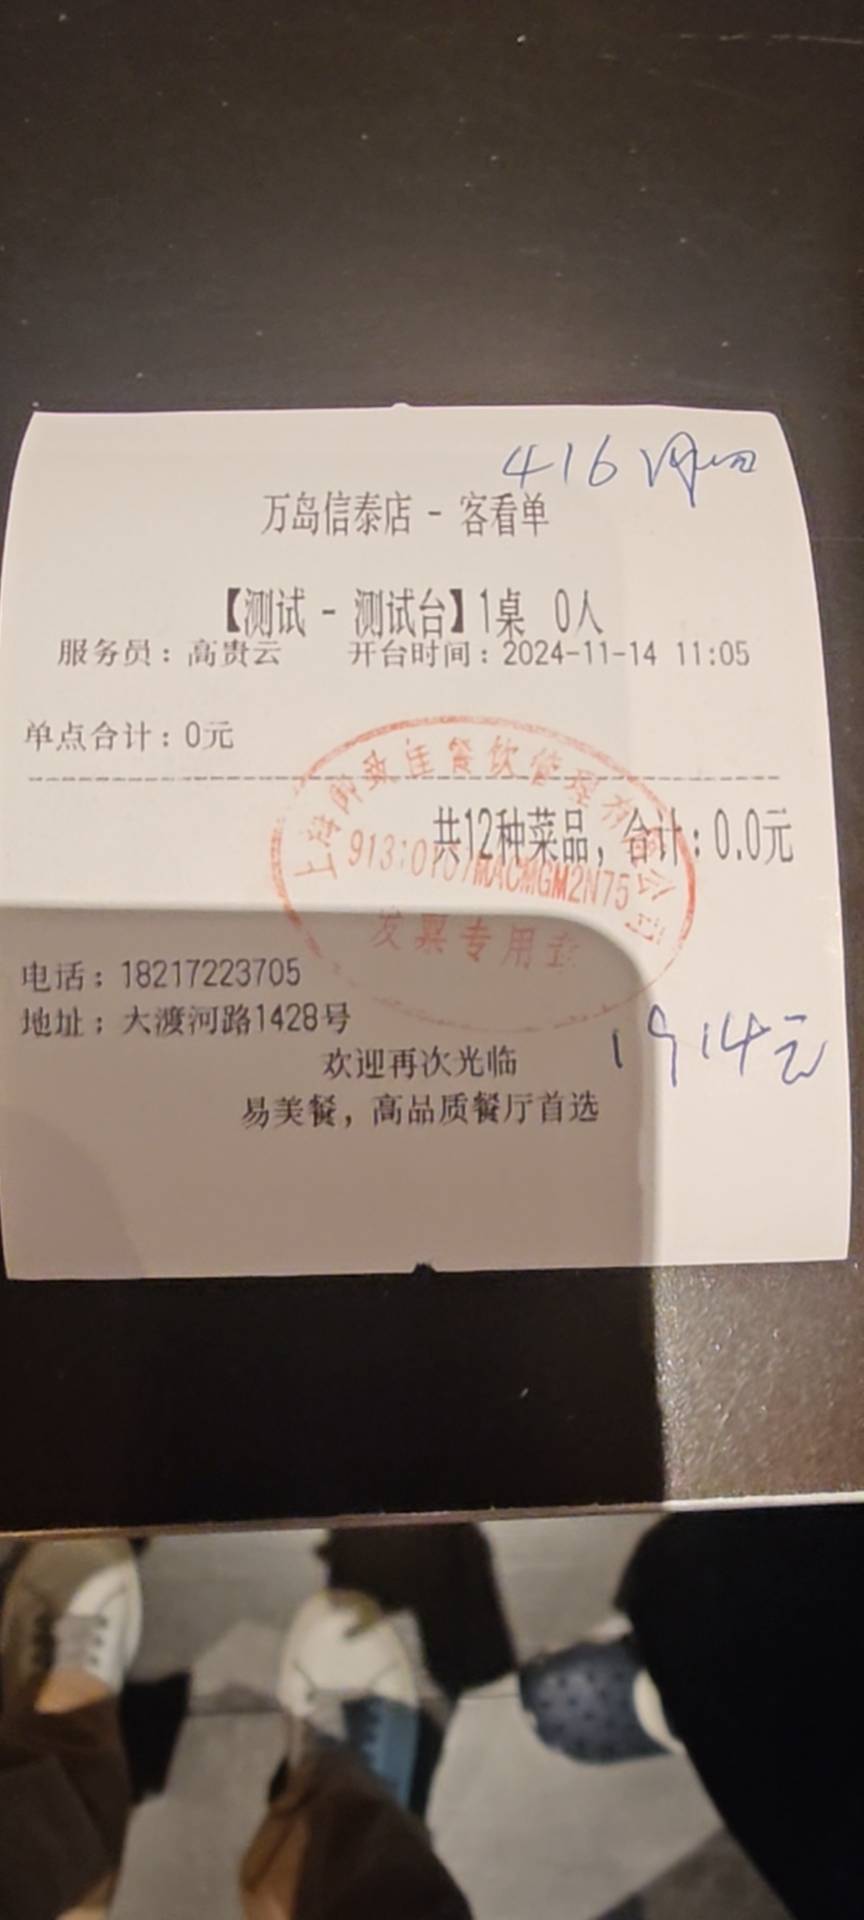 416
万岛信泰店 - 客看单
【测试 - 测试台】1桌 0人
服务员：高贵云 开台时间：2024-11-14 11:05
单点合计：0元
共12种菜品，合计：0.0元
发票专用章
电话：18217223705
地址：大渡河路1428号
1914元
欢迎再次光临
易美餐，高品质餐厅首选